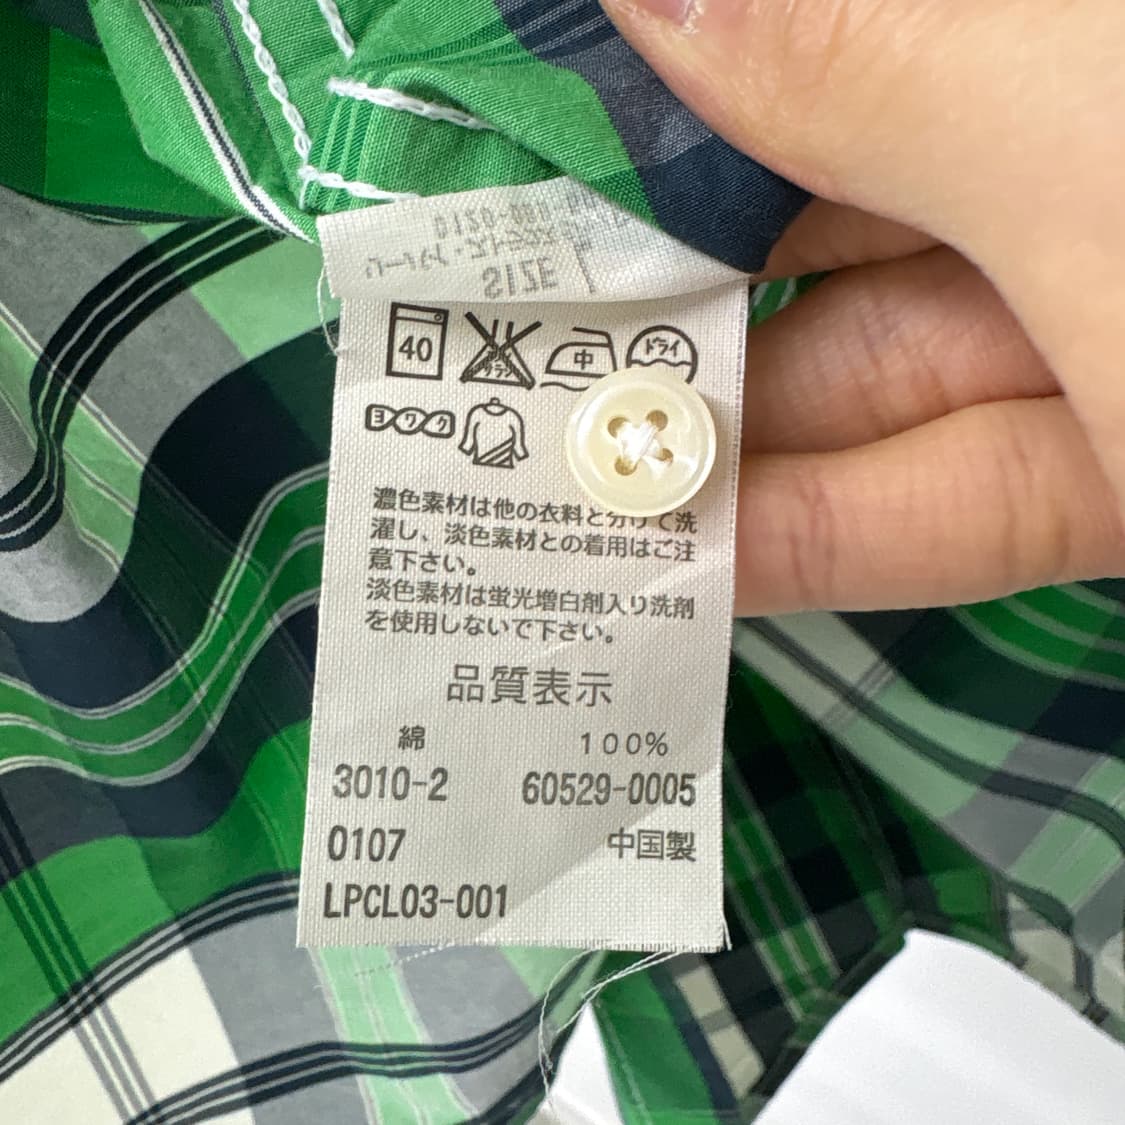 SIZE
40
中
ドライ
ヨワク
濃色素材は他の衣料と分けて洗
濯し、淡色素材との着用はご注
意下さい。
淡色素材は蛍光増白剤入り洗剤
を使用しないで下さい。
品質表示
綿 100%
3010-2 60529-0005
0107 中国製
LPCL03-001